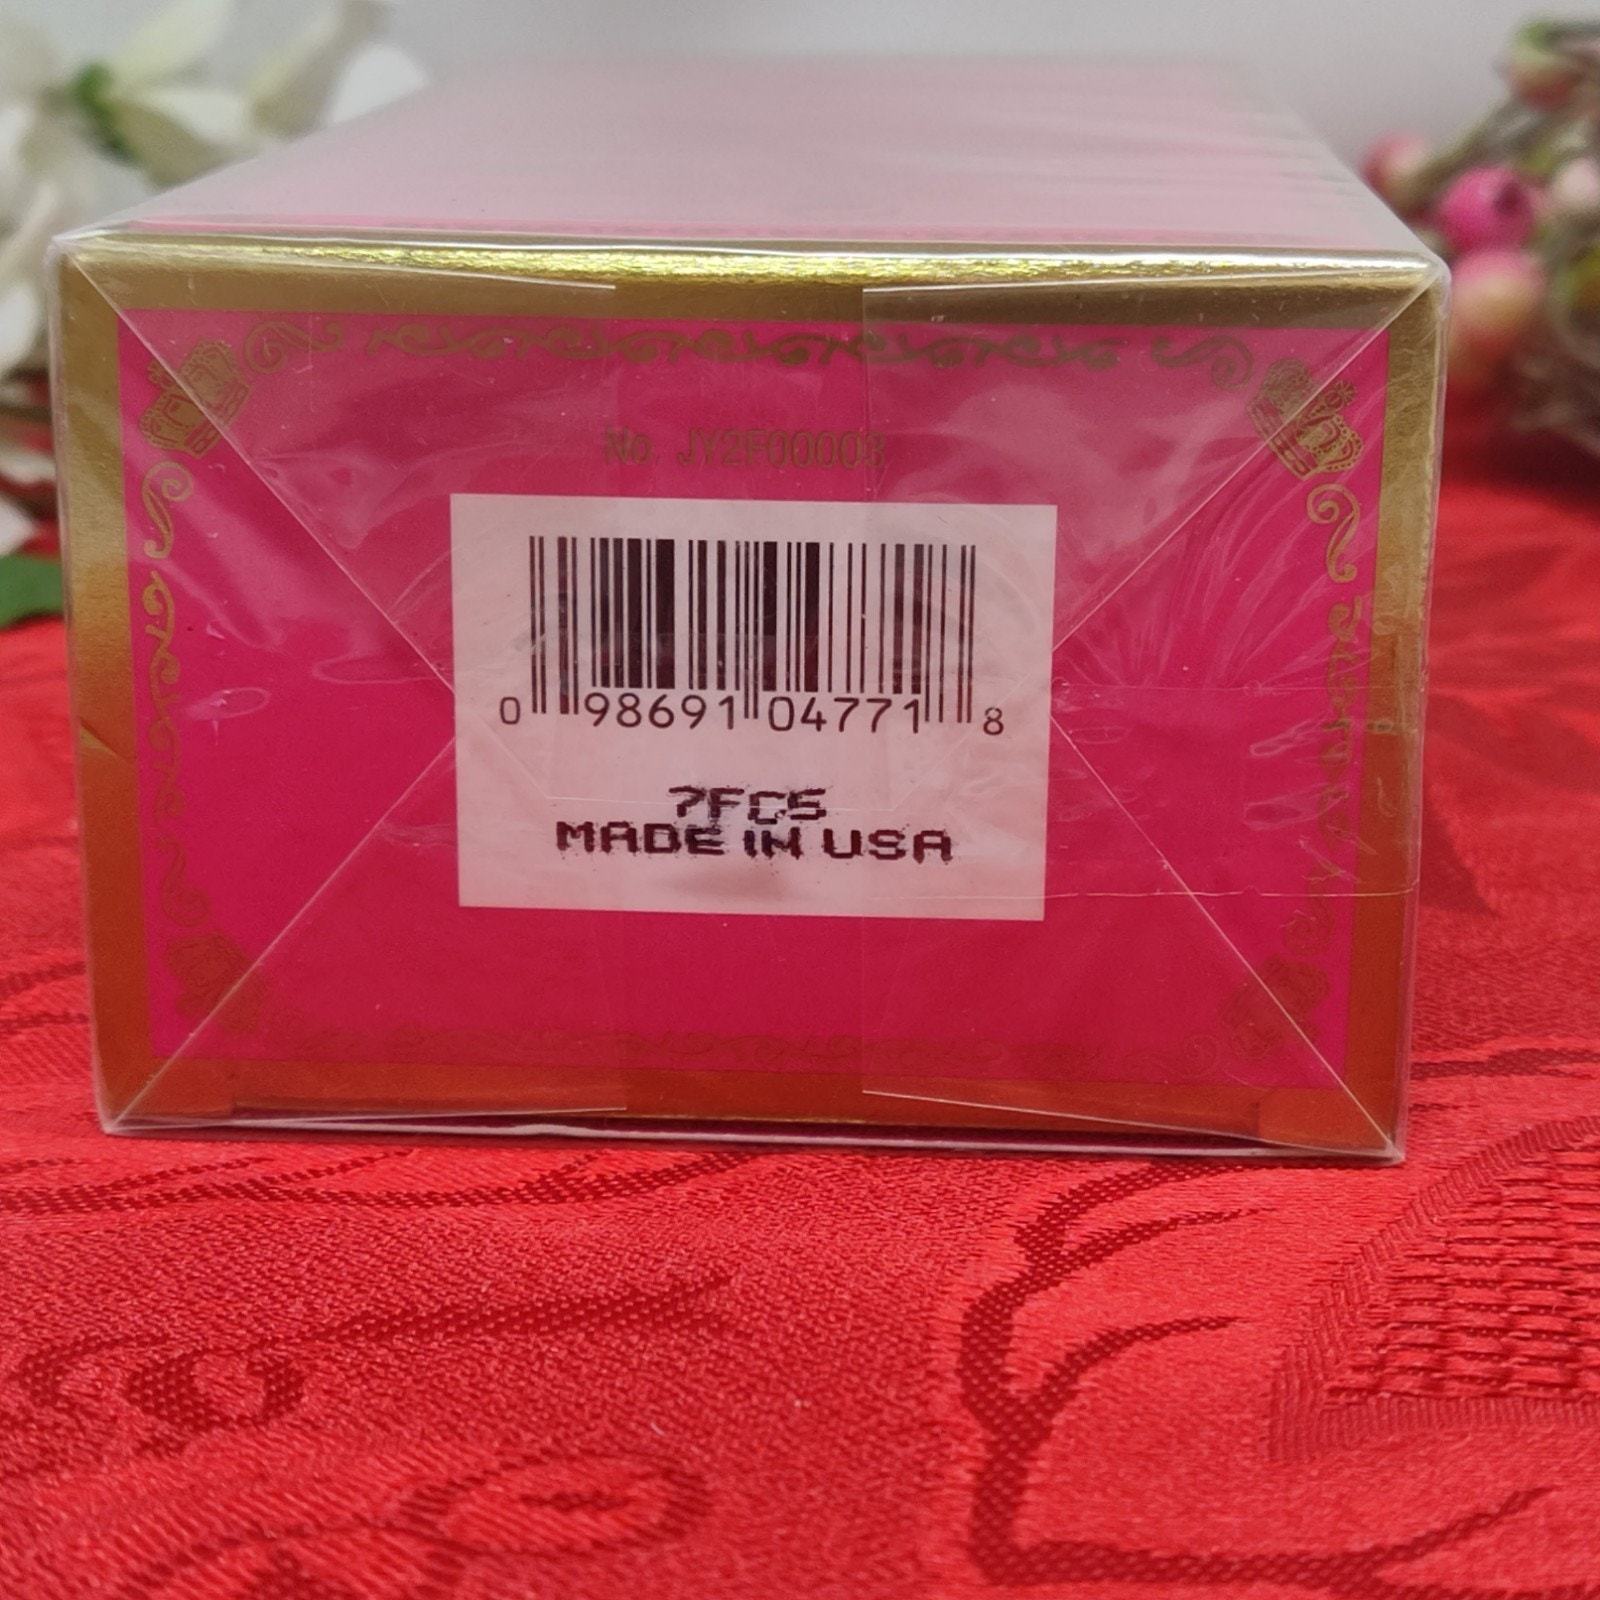 No. JY2F00003
0 98691 04771 8
7FC5
MADE IN USA